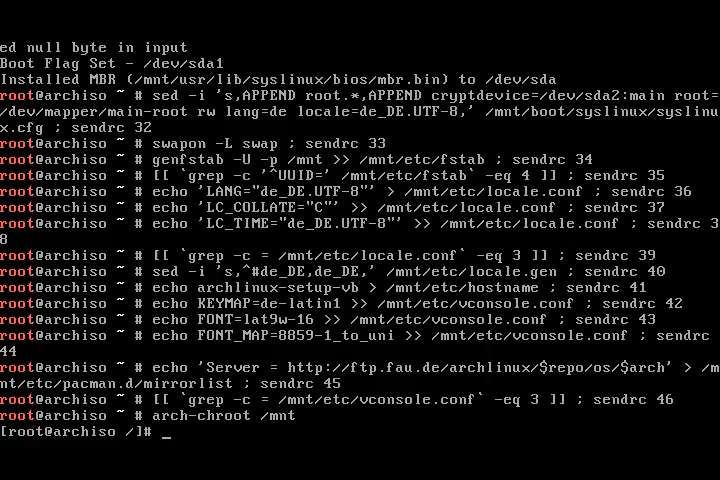 ed null byte in input
Boot Flag Set - /dev/sda1
Installed MBR (/mnt/usr/lib/syslinux/bios/mbr.bin) to /dev/sda
root@archiso ~ # sed -i 's,APPEND root.*,APPEND cryptdevice=/dev/sda2:main root=
/dev/mapper/main-root rw lang=de locale=de_DE.UTF-8,' /mnt/boot/syslinux/syslinu
x.cfg ; sendrc 32
root@archiso ~ # swapon -L swap ; sendrc 33
root@archiso ~ # genfstab -U -p /mnt >> /mnt/etc/fstab ; sendrc 34
root@archiso ~ # [[ `grep -c '^UUID=' /mnt/etc/fstab` -eq 4 ]] ; sendrc 35
root@archiso ~ # echo 'LANG="de_DE.UTF-8"' > /mnt/etc/locale.conf ; sendrc 36
root@archiso ~ # echo 'LC_COLLATE="C"' >> /mnt/etc/locale.conf ; sendrc 37
root@archiso ~ # echo 'LC_TIME="de_DE.UTF-8"' >> /mnt/etc/locale.conf ; sendrc 3
8
root@archiso ~ # [[ `grep -c = /mnt/etc/locale.conf` -eq 3 ]] ; sendrc 39
root@archiso ~ # sed -i 's,^#de_DE,de_DE,' /mnt/etc/locale.gen ; sendrc 40
root@archiso ~ # echo archlinux-setup-vb > /mnt/etc/hostname ; sendrc 41
root@archiso ~ # echo KEYMAP=de-latin1 >> /mnt/etc/vconsole.conf ; sendrc 42
root@archiso ~ # echo FONT=lat9w-16 >> /mnt/etc/vconsole.conf ; sendrc 43
root@archiso ~ # echo FONT_MAP=8859-1_to_uni >> /mnt/etc/vconsole.conf ; sendrc
44
root@archiso ~ # echo 'Server = http://ftp.fau.de/archlinux/$repo/os/$arch' > /m
nt/etc/pacman.d/mirrorlist ; sendrc 45
root@archiso ~ # [[ `grep -c = /mnt/etc/vconsole.conf` -eq 3 ]] ; sendrc 46
root@archiso ~ # arch-chroot /mnt
[root@archiso /]# _